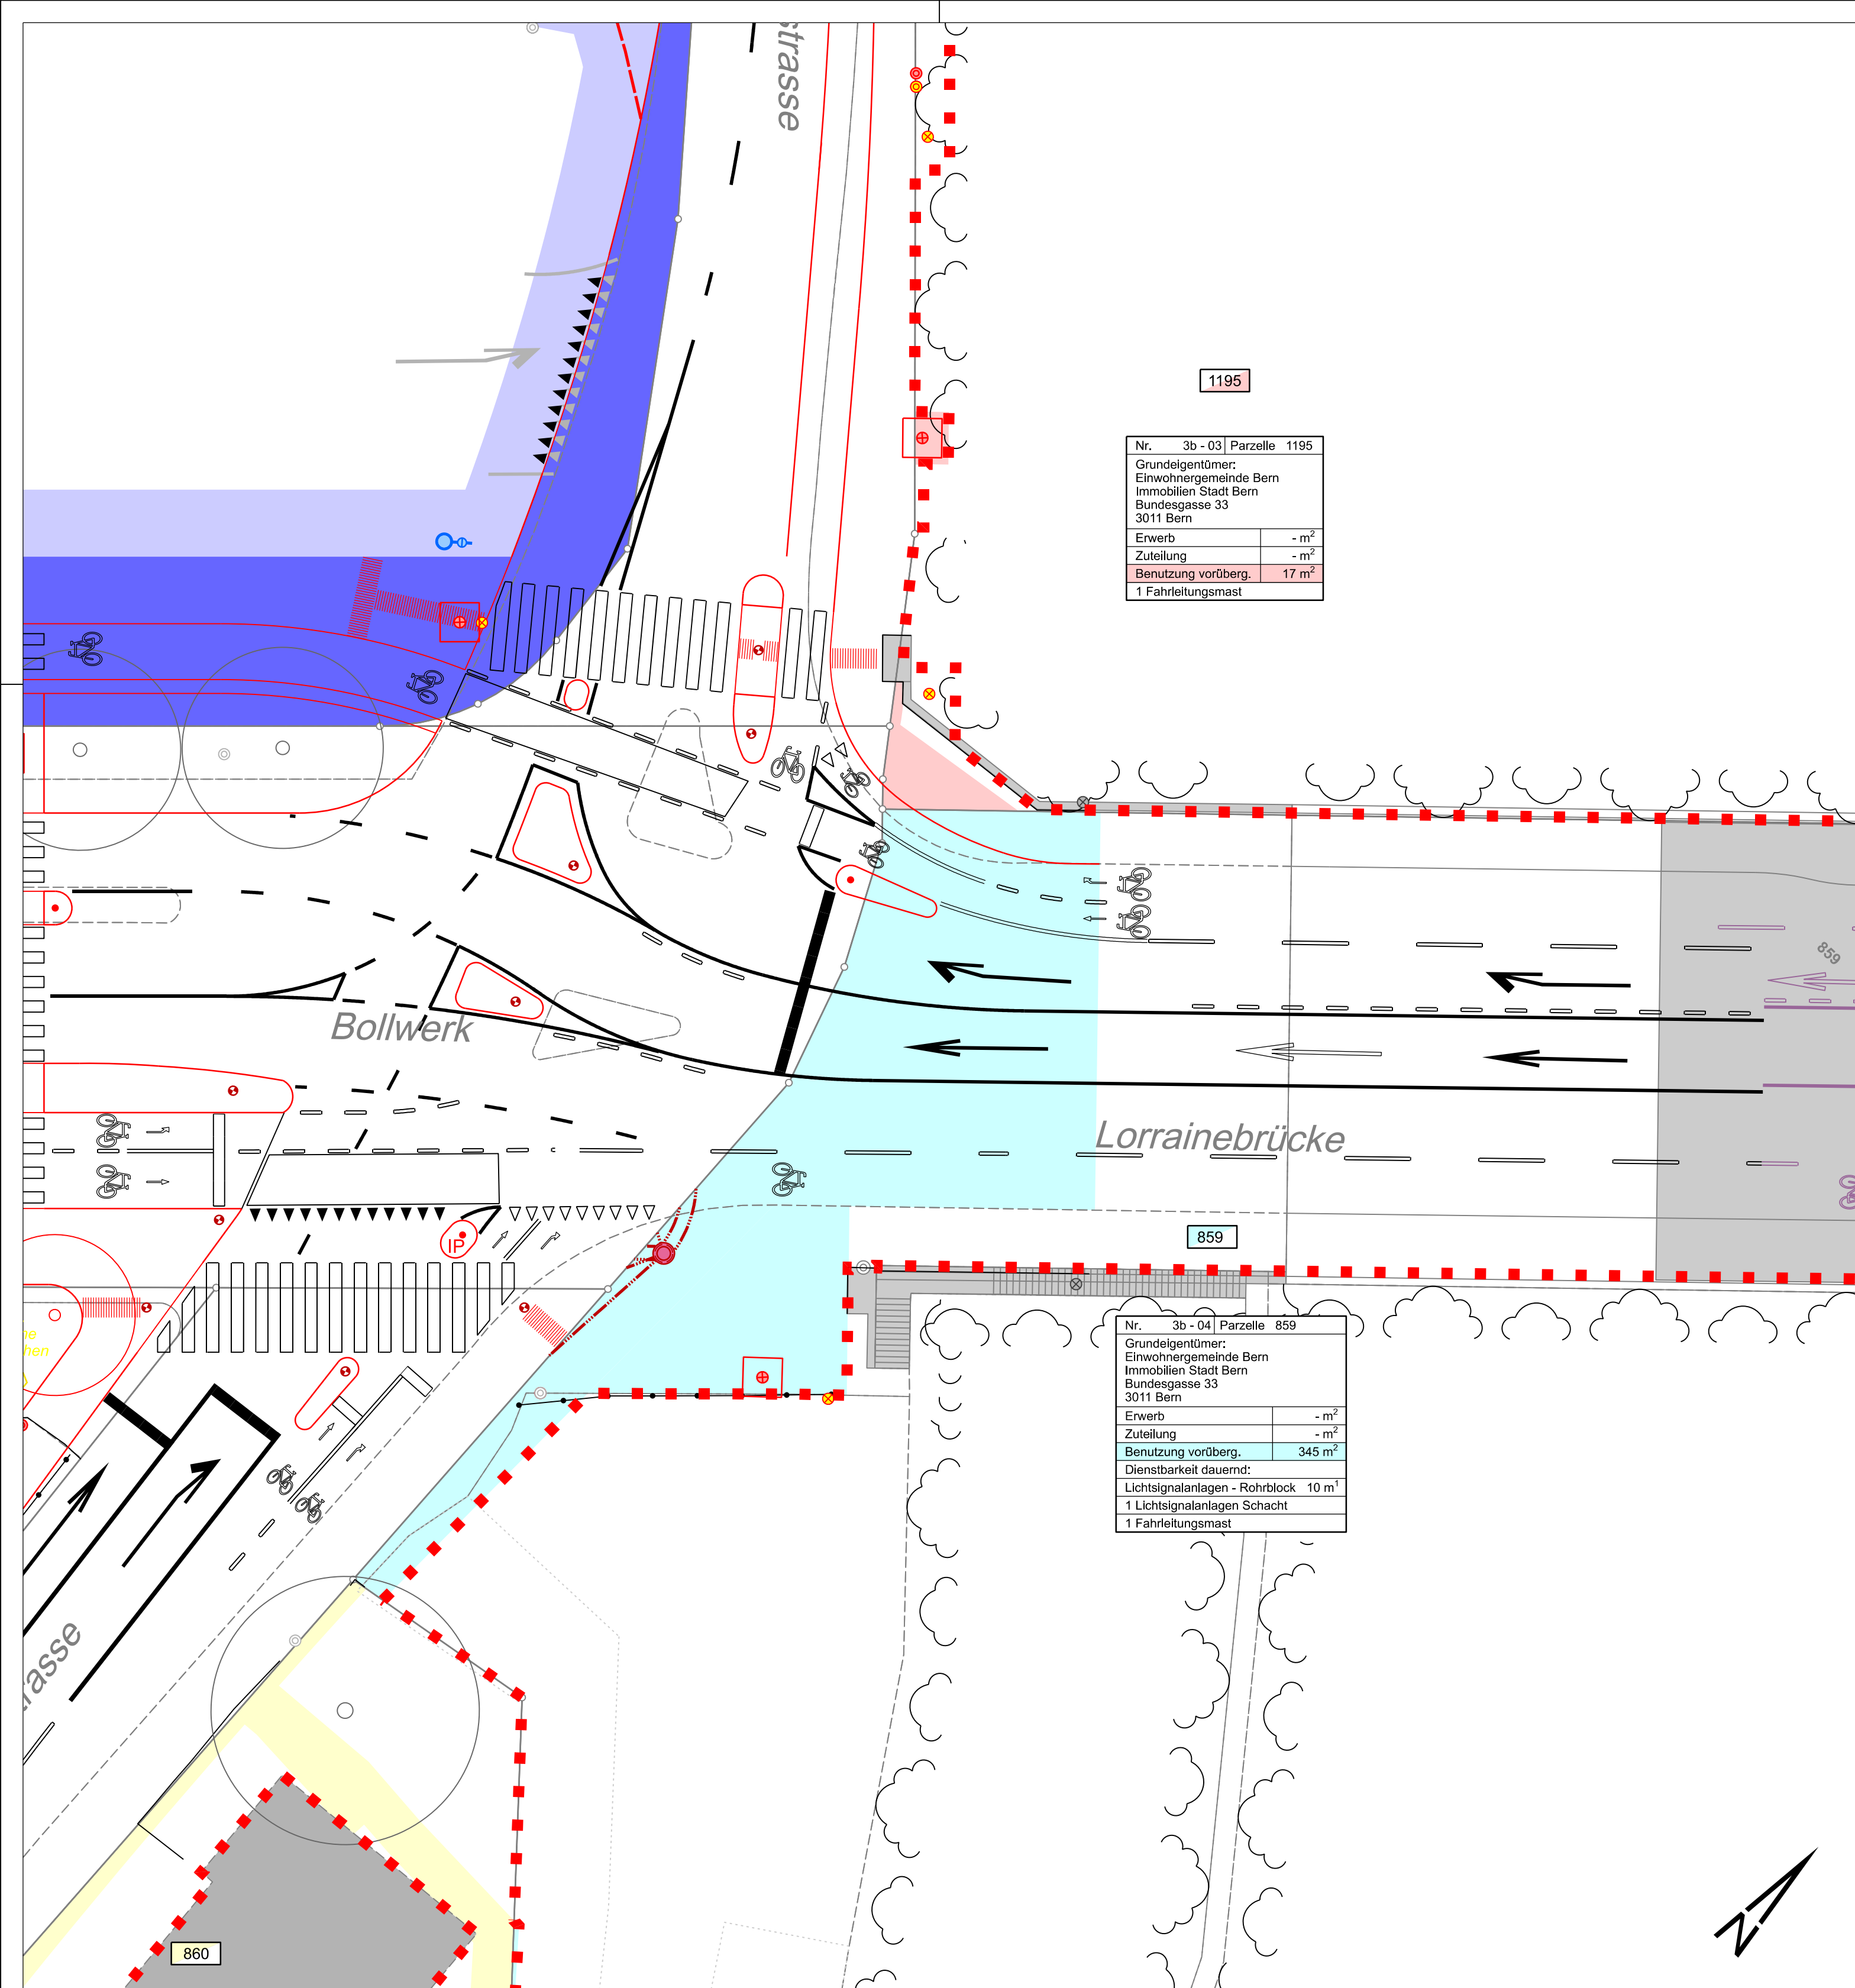 strasse
1195
Nr. 3b - 03 Parzelle 1195
Grundeigentümer:
Einwohnergemeinde Bern
Immobilien Stadt Bern
Bundesgasse 33
3011 Bern
Erwerb - m²
Zuteilung - m²
Benutzung vorüberg. 17 m²
1 Fahrleitungsmast
859
Bollwerk
Lorrainebrücke
859
IP
Nr. 3b - 04 Parzelle 859
Grundeigentümer:
Einwohnergemeinde Bern
Immobilien Stadt Bern
Bundesgasse 33
3011 Bern
Erwerb - m²
Zuteilung - m²
Benutzung vorüberg. 345 m²
Dienstbarkeit dauernd:
Lichtsignalanlagen - Rohrblock 10 m¹
1 Lichtsignalanlagen Schacht
1 Fahrleitungsmast
rasse
860
N